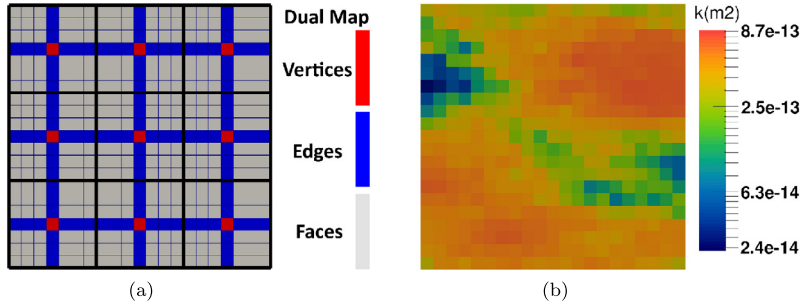 Dual Map
Vertices
Edges
Faces
(a)
k(m2)
8.7e-13
2.5e-13
6.3e-14
2.4e-14
(b)